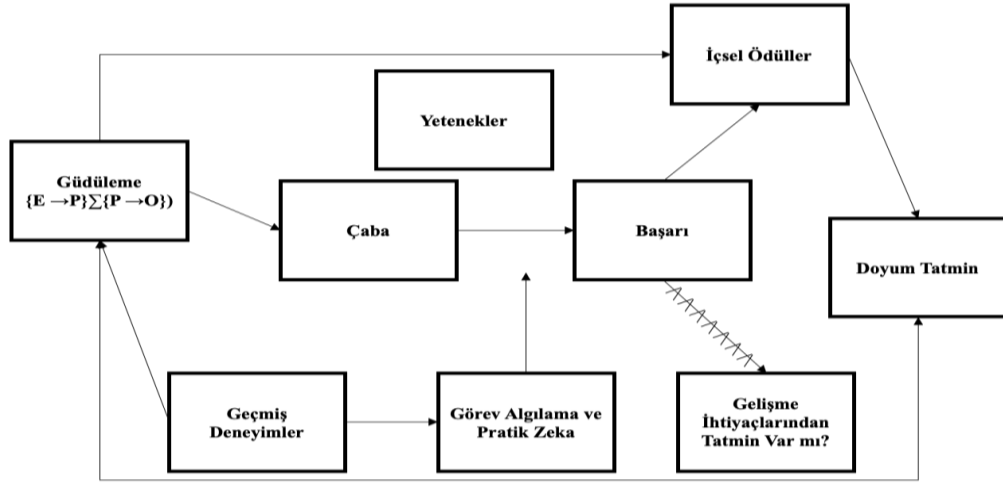 İçsel Ödüller
Yetenekler
Güdüleme
{E →P}∑{P →O})
Çaba
Başarı
Doyum Tatmin
Geçmiş
Deneyimler
Görev Algılama ve
Pratik Zeka
Gelişme
İhtiyaçlarından
Tatmin Var mı?